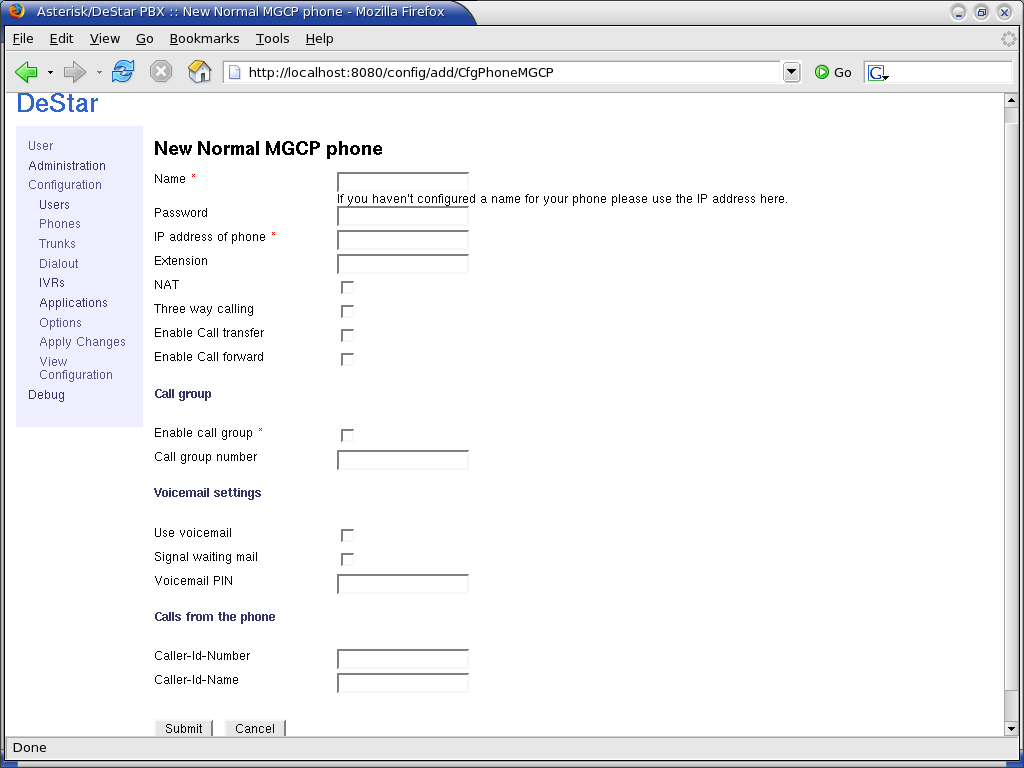 Asterisk/DeStar PBX :: New Normal MGCP phone - Mozilla Firefox
File Edit View Go Bookmarks Tools Help
http://localhost:8080/config/add/CfgPhoneMGCP Go G
DeStar
User
Administration
Configuration
Users
Phones
Trunks
Dialout
IVRs
Applications
Options
Apply Changes
View
Configuration
Debug
New Normal MGCP phone
Name *
If you haven't configured a name for your phone please use the IP address here.
Password
IP address of phone *
Extension
NAT
Three way calling
Enable Call transfer
Enable Call forward
Call group
Enable call group *
Call group number
Voicemail settings
Use voicemail
Signal waiting mail
Voicemail PIN
Calls from the phone
Caller-Id-Number
Caller-Id-Name
Submit Cancel
Done